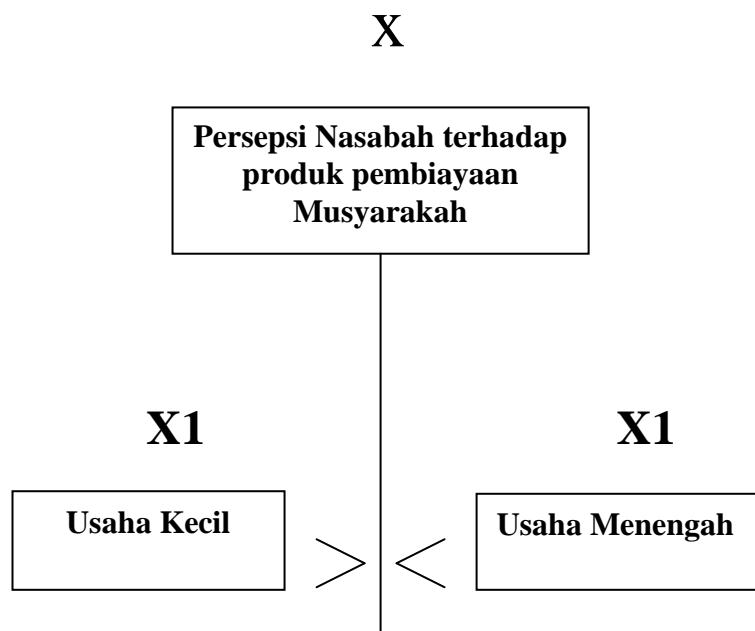 X
Persepsi Nasabah terhadap
produk pembiayaan
Musyarakah
X1
X1
Usaha Kecil
Usaha Menengah